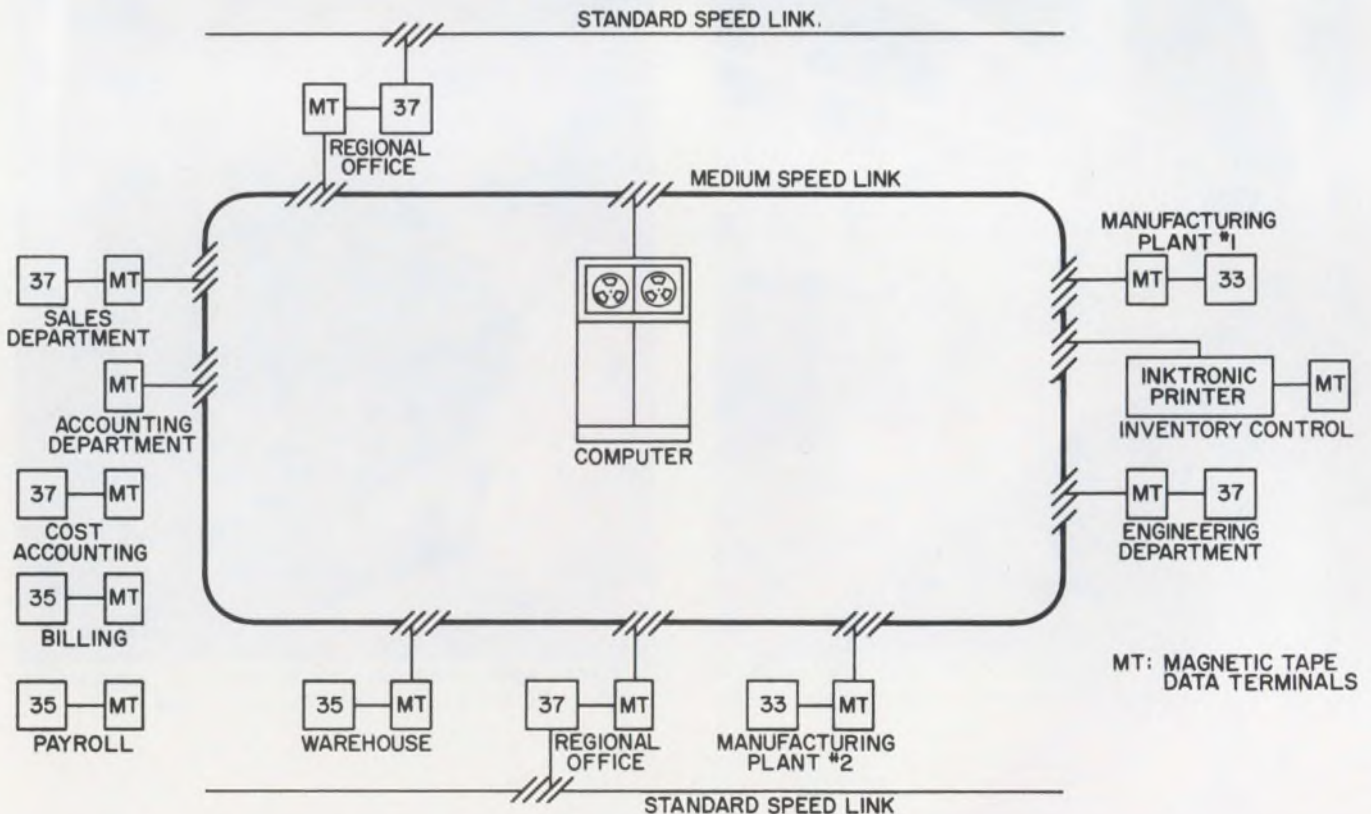 STANDARD SPEED LINK.
MT
37
REGIONAL
OFFICE
MEDIUM SPEED LINK
MANUFACTURING
PLANT #1
MT
33
37
MT
SALES
DEPARTMENT
MT
ACCOUNTING
DEPARTMENT
COMPUTER
INKTRONIC
PRINTER
MT
INVENTORY CONTROL
37
MT
COST
ACCOUNTING
MT
37
ENGINEERING
DEPARTMENT
35
MT
BILLING
35
MT
PAYROLL
35
MT
WAREHOUSE
37
MT
REGIONAL
OFFICE
33
MT
MANUFACTURING
PLANT #2
MT: MAGNETIC TAPE
DATA TERMINALS
STANDARD SPEED LINK